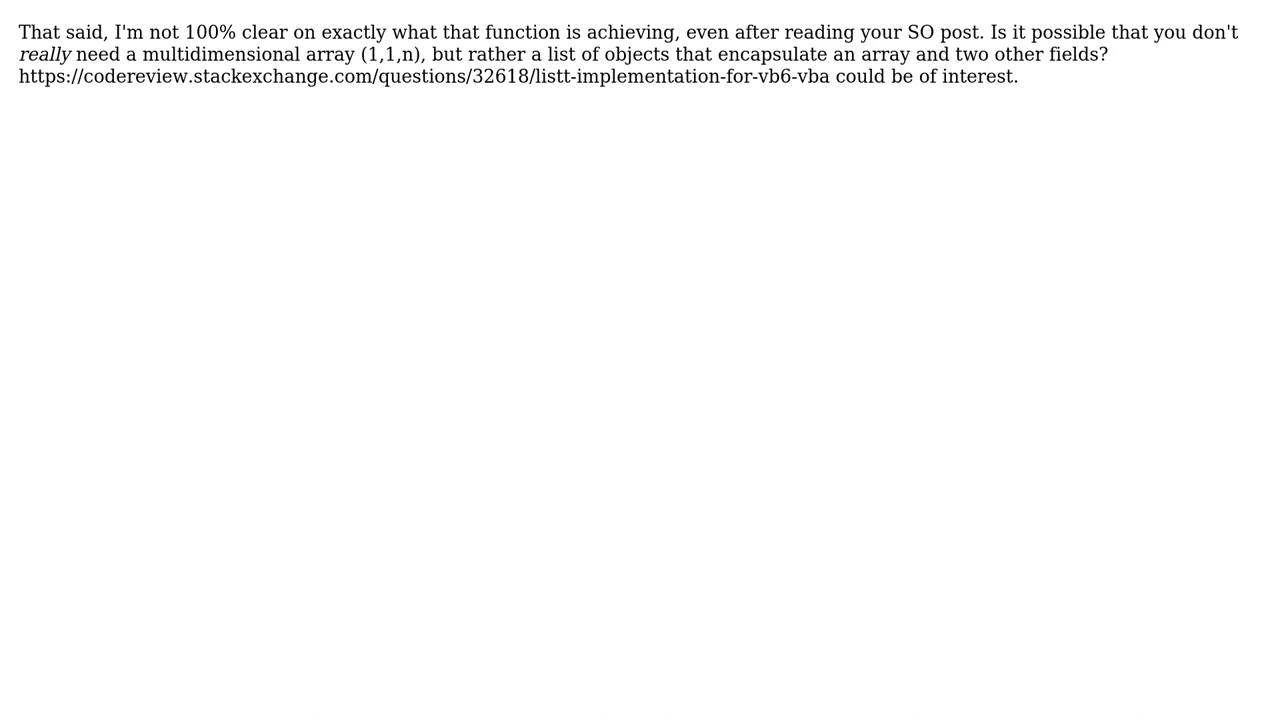 That said, I'm not 100% clear on exactly what that function is achieving, even after reading your SO post. Is it possible that you don't
really need a multidimensional array (1,1,n), but rather a list of objects that encapsulate an array and two other fields?
https://codereview.stackexchange.com/questions/32618/listt-implementation-for-vb6-vba could be of interest.